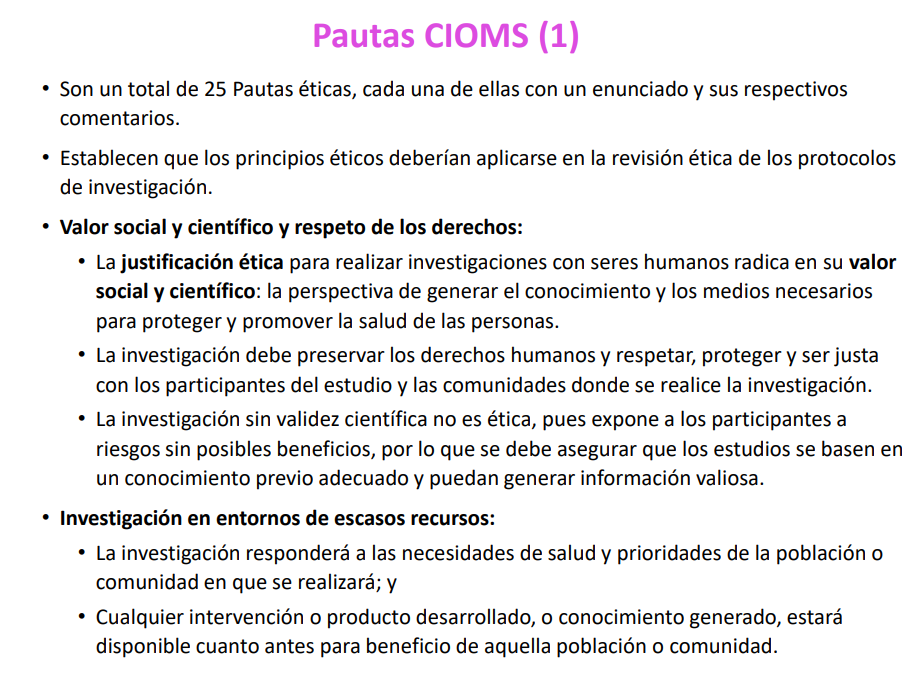 Pautas CIOMS (1)
• Son un total de 25 Pautas éticas, cada una de ellas con un enunciado y sus respectivos
comentarios.
• Establecen que los principios éticos deberían aplicarse en la revisión ética de los protocolos
de investigación.
• Valor social y científico y respeto de los derechos:
• La justificación ética para realizar investigaciones con seres humanos radica en su valor
social y científico: la perspectiva de generar el conocimiento y los medios necesarios
para proteger y promover la salud de las personas.
• La investigación debe preservar los derechos humanos y respetar, proteger y ser justa
con los participantes del estudio y las comunidades donde se realice la investigación.
• La investigación sin validez científica no es ética, pues expone a los participantes a
riesgos sin posibles beneficios, por lo que se debe asegurar que los estudios se basen en
un conocimiento previo adecuado y puedan generar información valiosa.
• Investigación en entornos de escasos recursos:
• La investigación responderá a las necesidades de salud y prioridades de la población o
comunidad en que se realizará; y
• Cualquier intervención o producto desarrollado, o conocimiento generado, estará
disponible cuanto antes para beneficio de aquella población o comunidad.